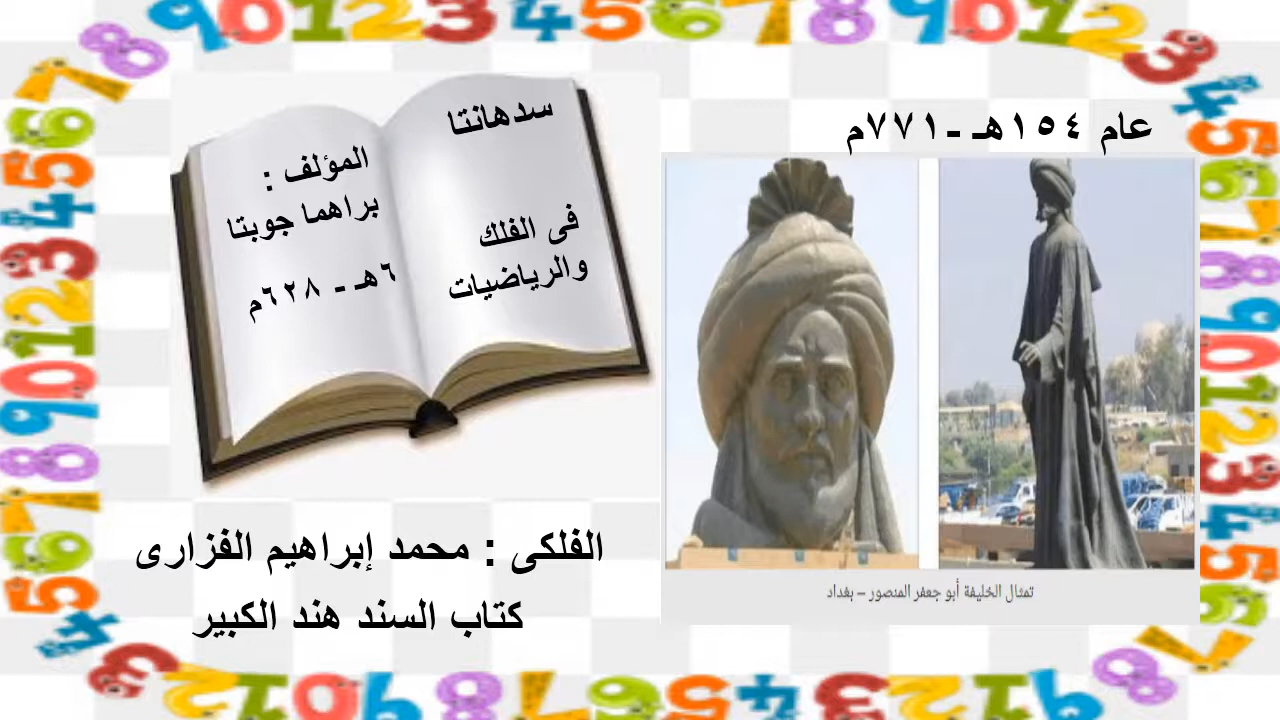 عام ١٥٤هـ ـ ٧٧١م
سدهانتا
فى الفلك
والرياضيات
المؤلف :
براهما جوبتا
٦هـ ـ ٦٢٨م
تمثال الخليفة أبو جعفر المنصور – بغداد
الفلكى : محمد إبراهيم الفزارى
كتاب السند هند الكبير